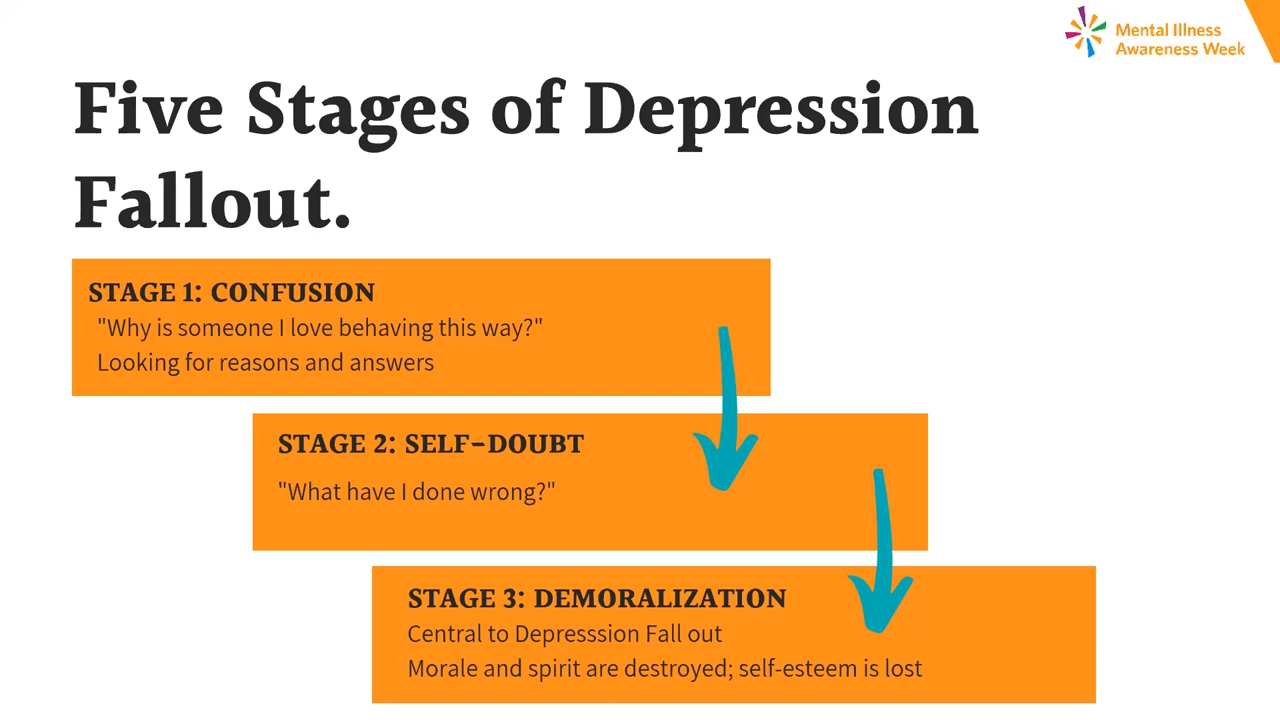 Mental Illness
Awareness Week
Five Stages of Depression
Fallout.
STAGE 1: CONFUSION
"Why is someone I love behaving this way?"
Looking for reasons and answers
STAGE 2: SELF-DOUBT
"What have I done wrong?"
STAGE 3: DEMORALIZATION
Central to Depresssion Fall out
Morale and spirit are destroyed; self-esteem is lost